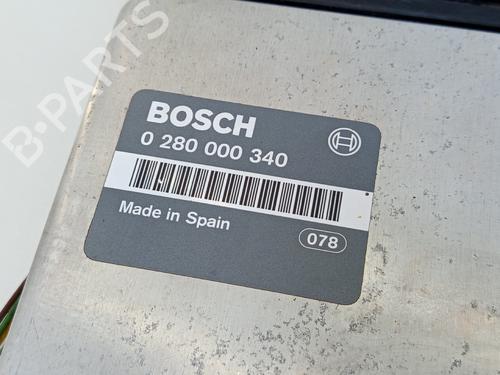 BOSCH
0 280 000 340
Made in Spain
078
B-PARTS